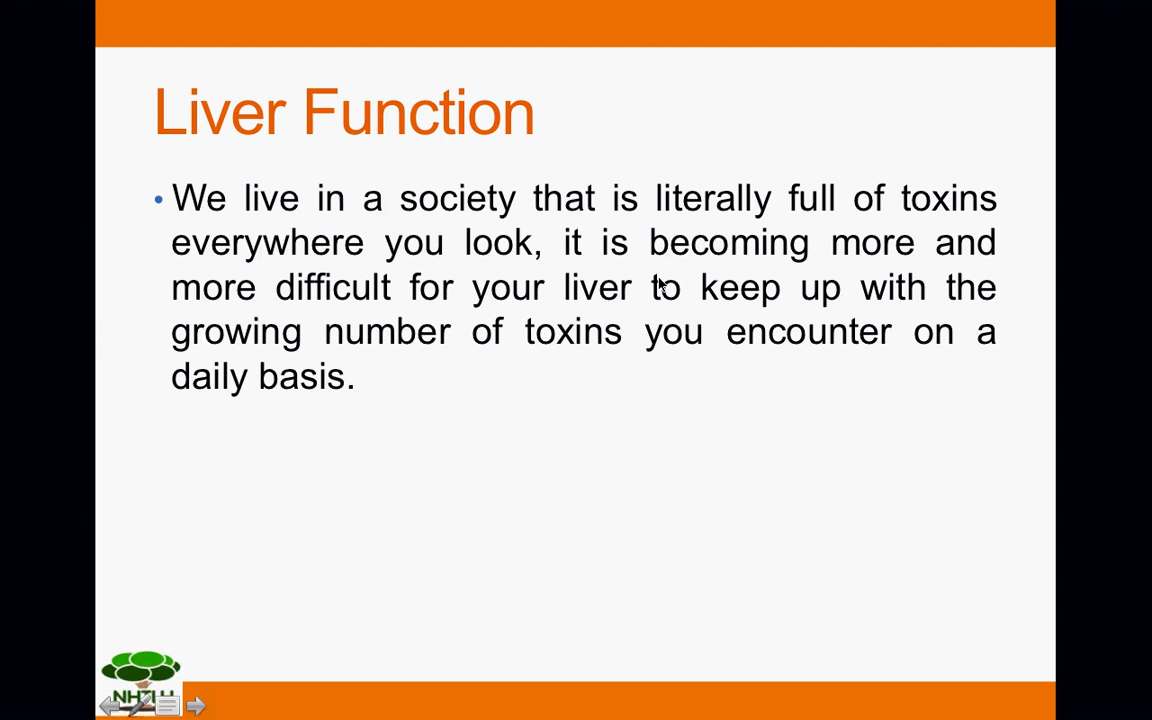 Liver Function
• We live in a society that is literally full of toxins
everywhere you look, it is becoming more and
more difficult for your liver to keep up with the
growing number of toxins you encounter on a
daily basis.